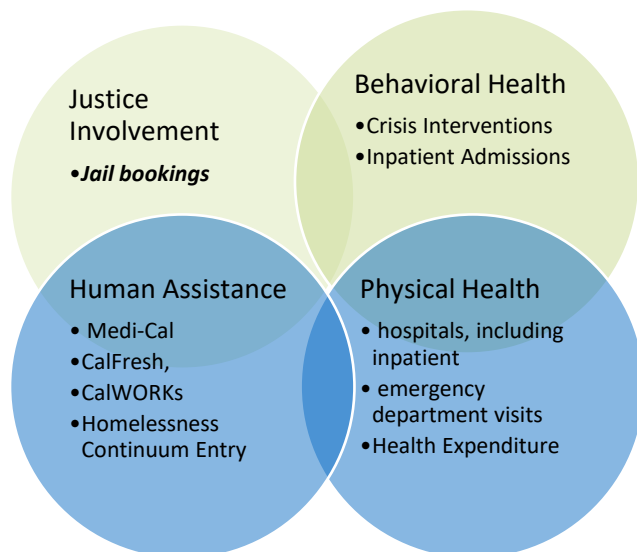 Justice
Involvement
•Jail bookings
Behavioral Health
•Crisis Interventions
•Inpatient Admissions
Human Assistance
• Medi-Cal
•CalFresh,
•CalWORKs
•Homelessness
Continuum Entry
Physical Health
• hospitals, including
inpatient
• emergency
department visits
•Health Expenditure